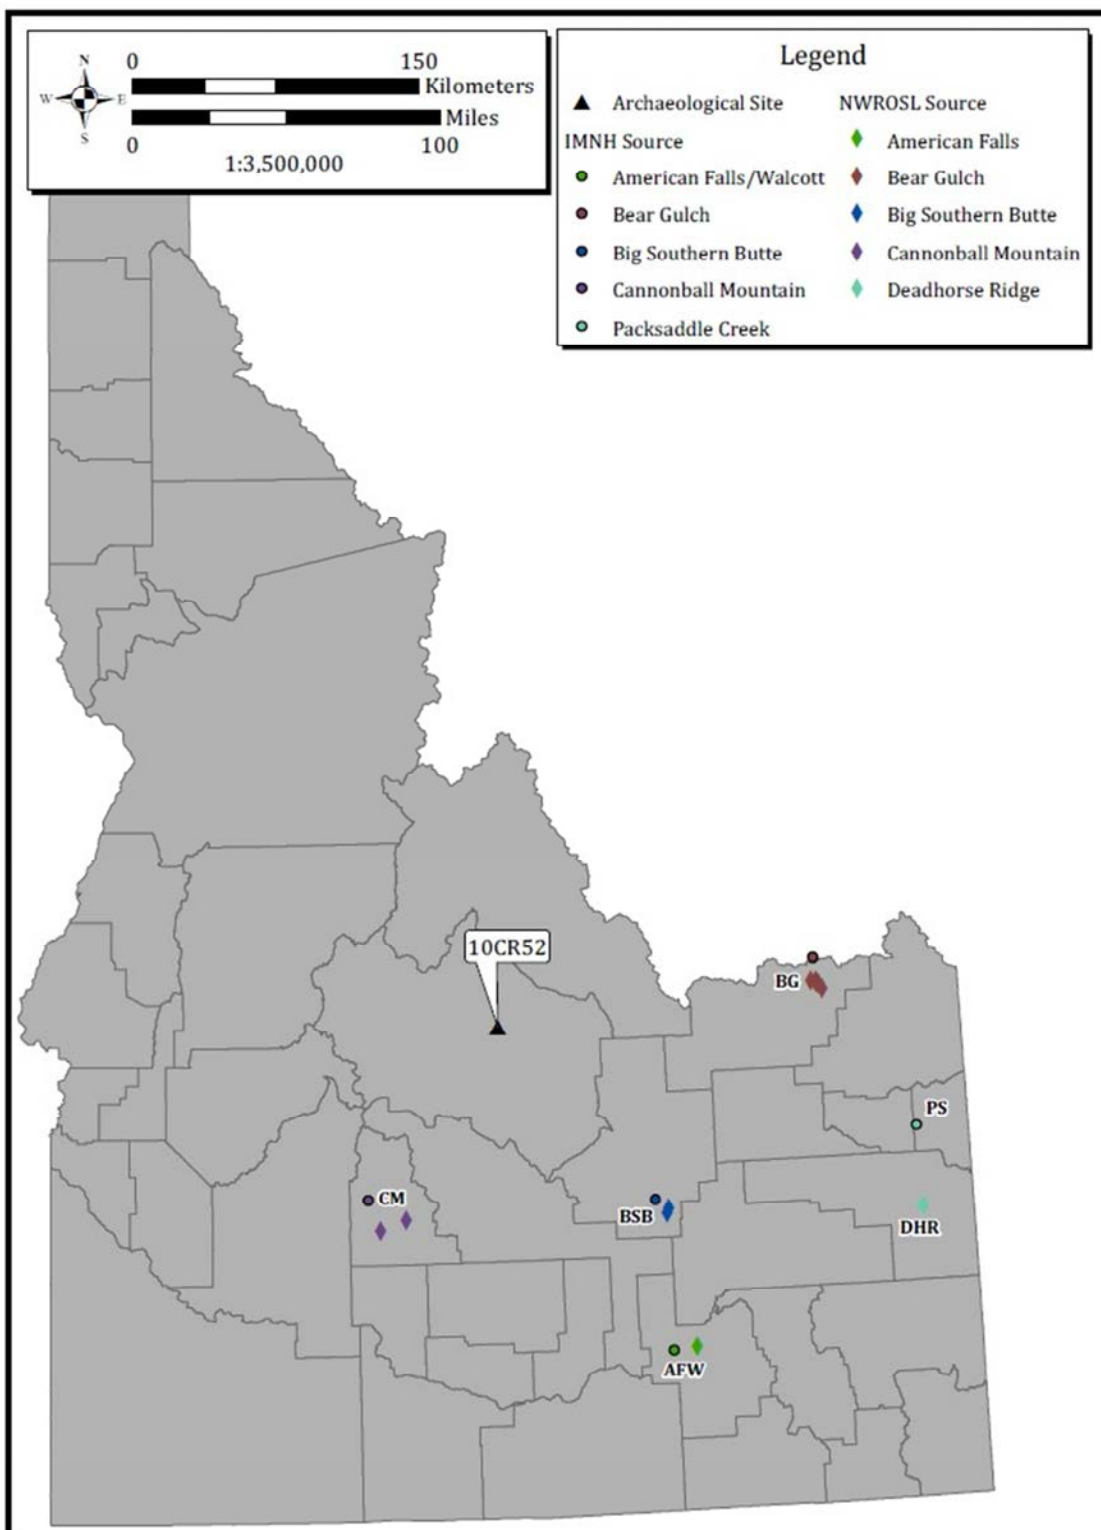 0 150
N
Kilometers
W E
Miles
S
0 100
1:3,500,000
Legend
Archaeological Site
IMNH Source
American Falls/Walcott
Bear Gulch
Big Southern Butte
Cannonball Mountain
Packsaddle Creek
NWROSL Source
American Falls
Bear Gulch
Big Southern Butte
Cannonball Mountain
Deadhorse Ridge
10CR52
BG
PS
CM
BSB
DHR
AFW